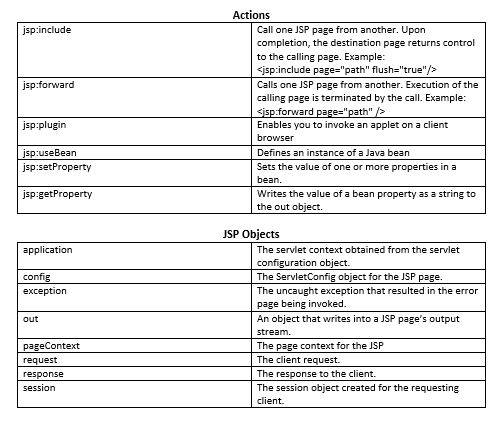 Actions
jsp:include
Call one JSP page from another. Upon
completion, the destination page returns control
to the calling page. Example:
<jsp:include page="path" flush="true"/>
jsp:forward
Calls one JSP page from another. Execution of the
calling page is terminated by the call. Example:
<jsp:forward page="path" />
jsp:plugin
Enables you to invoke an applet on a client
browser
jsp:useBean
Defines an instance of a Java bean
jsp:setProperty
Sets the value of one or more properties in a
bean.
jsp:getProperty
Writes the value of a bean property as a string to
the out object.
JSP Objects
application
The servlet context obtained from the servlet
configuration object.
config
The ServletConfig object for the JSP page.
exception
The uncaught exception that resulted in the error
page being invoked.
out
An object that writes into a JSP page's output
stream.
pageContext
The page context for the JSP
request
The client request.
response
The response to the client.
session
The session object created for the requesting
client.